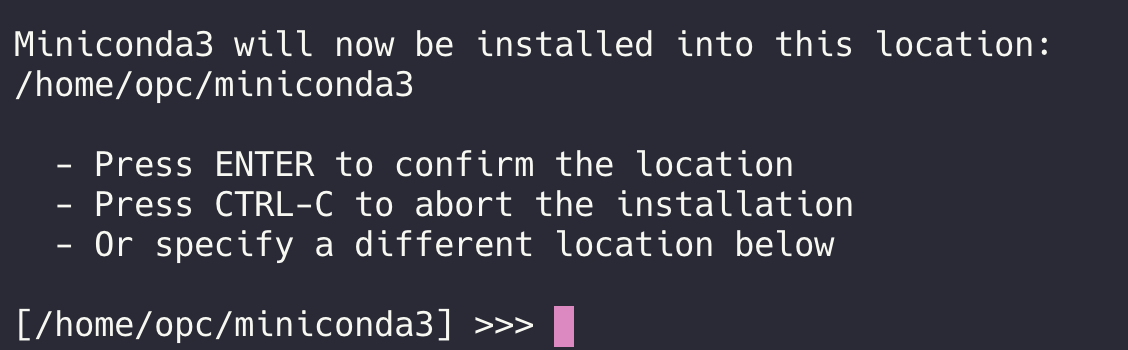 Miniconda3 will now be installed into this location:
/home/opc/miniconda3
- Press ENTER to confirm the location
- Press CTRL-C to abort the installation
- Or specify a different location below
[/home/opc/miniconda3] >>>